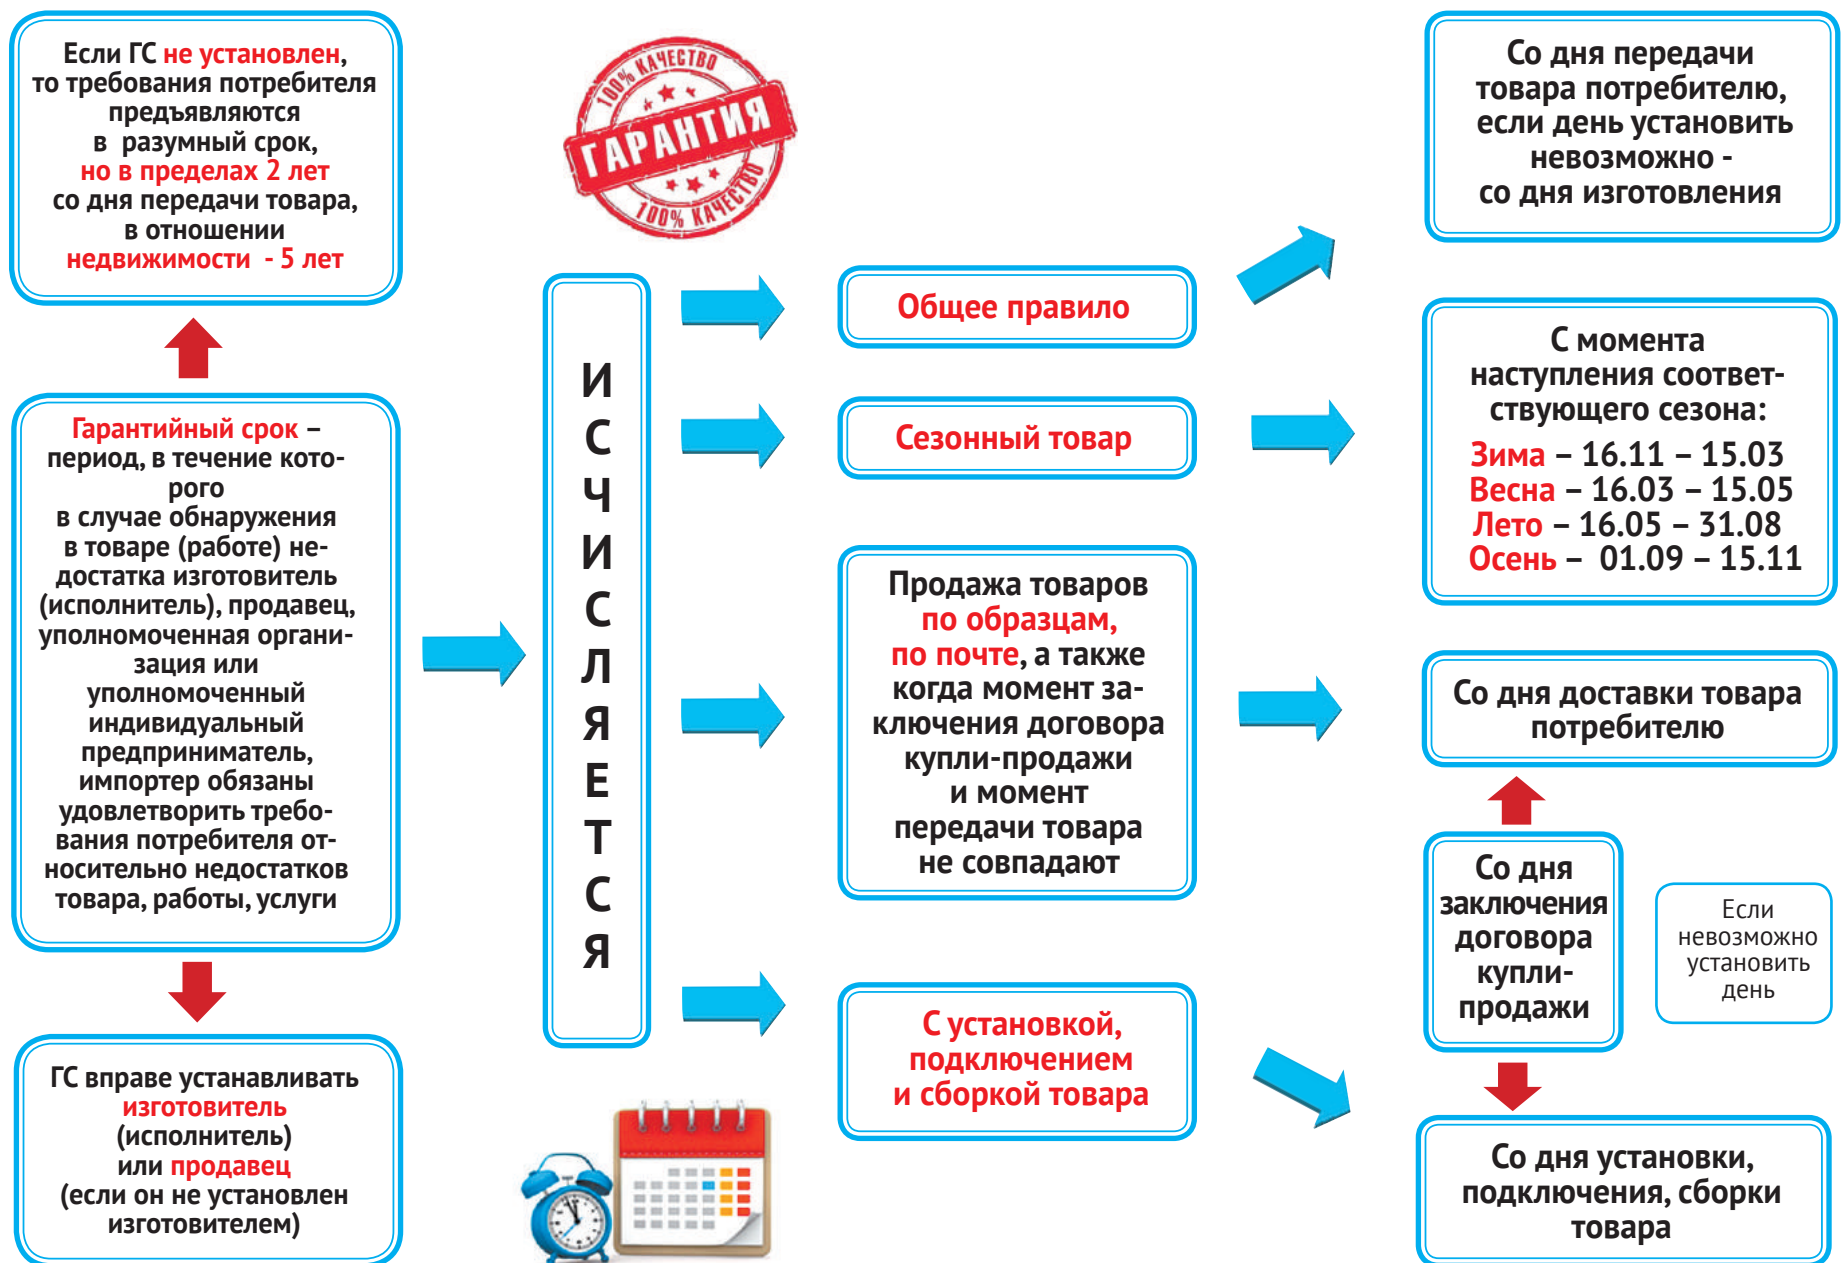 Если ГС не установлен,
то требования потребителя
предъявляются
в разумный срок,
но в пределах 2 лет
со дня передачи товара,
в отношении
недвижимости - 5 лет
Гарантийный срок –
период, в течение кото-
рого
в случае обнаружения
в товаре (работе) не-
достатка изготовитель
(исполнитель), продавец,
уполномоченная органи-
зация или
уполномоченный
индивидуальный
предприниматель,
импортер обязаны
удовлетворить требо-
вания потребителя от-
носительно недостатков
товара, работы, услуги
ГС вправе устанавливать
изготовитель
(исполнитель)
или продавец
(если он не установлен
изготовителем)
100% КАЧЕСТВО
ГАРАНТИЯ
100% КАЧЕСТВО
И
С
Ч
И
С
Л
Я
Е
Т
С
Я
Общее правило
Сезонный товар
Продажа товаров
по образцам,
по почте, а также
когда момент за-
ключения договора
купли-продажи
и момент
передачи товара
не совпадают
С установкой,
подключением
и сборкой товара
Со дня передачи
товара потребителю,
если день установить
невозможно -
со дня изготовления
С момента
наступления соответ-
ствующего сезона:
Зима – 16.11 – 15.03
Весна – 16.03 – 15.05
Лето – 16.05 – 31.08
Осень – 01.09 – 15.11
Со дня доставки товара
потребителю
Со дня
заключения
договора
купли-
продажи
Если
невозможно
установить
день
Со дня установки,
подключения, сборки
товара